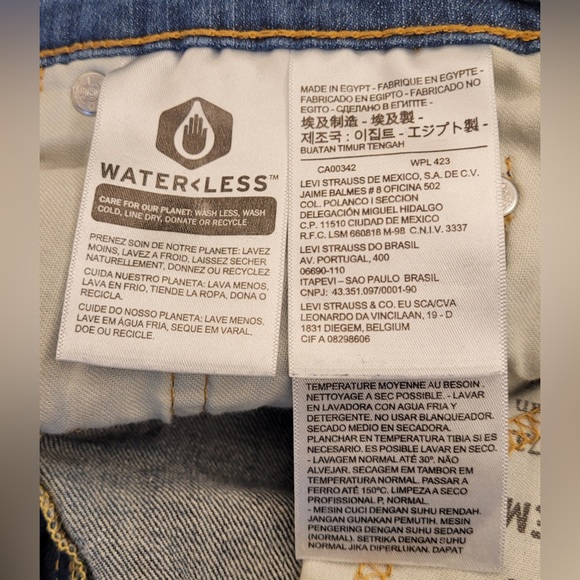 WATER<LESS™
CARE FOR OUR PLANET: WASH LESS, WASH
COLD, LINE DRY, DONATE OR RECYCLE
PRENEZ SOIN DE NOTRE PLANETE: LAVEZ
MOINS, LAVEZ A FROID, LAISSEZ SECHER
NATURELLEMENT, DONNEZ OU RECYCLEZ
CUIDA NUESTRO PLANETA: LAVA MENOS,
LAVA EN FRIO, TIENDE LA ROPA, DONA O
RECICLA.
CUIDE DO NOSSO PLANETA: LAVE MENOS,
LAVE EM ÁGUA FRIA, SEQUE EM VARAL,
DOE OU RECICLE.
MADE IN EGYPT - FABRIQUE EN EGYPTE -
FABRICADO EN EGIPTO - FABRICADO NO
EGITO - СДЕЛАНО В ЕГИПТЕ -
埃及制造 - 埃及製 -
제조국 : 이집트 - エジプト製 -
BUATAN TIMUR TENGAH
CA00342 WPL 423
LEVI STRAUSS DE MEXICO, S.A. DE C.V.
JAIME BALMES # 8 OFICINA 502
COL. POLANCO I SECCION
DELEGACIÓN MIGUEL HIDALGO
C.P. 11510 CIUDAD DE MEXICO
R.F.C. LSM 660818 M-98 C.N.I.V. 3337
LEVI STRAUSS DO BRASIL
AV. PORTUGAL, 400
06690-110
ITAPEVI – SAO PAULO BRASIL
CNPJ: 43.351.097/0001-90
LEVI STRAUSS & CO. EU SCA/CVA
LEONARDO DA VINCILAAN, 19 - D
1831 DIEGEM, BELGIUM
CIF A 08298606
TEMPERATURE MOYENNE AU BESOIN .
NETTOYAGE A SEC POSSIBLE. - LAVAR
EN LAVADORA CON AGUA FRIA Y
DETERGENTE. NO USAR BLANQUEADOR.
SECADO MEDIO EN SECADORA.
PLANCHAR EN TEMPERATURA TIBIA SI ES
NECESARIO. ES POSIBLE LAVAR EN SECO.
- LAVAGEM NORMAL ATÉ 30º. NÃO
ALVEJAR. SECAGEM EM TAMBOR EM
TEMPERATURA NORMAL. PASSAR A
FERRO ATÉ 150ºC. LIMPEZA A SECO
PROFISSIONAL P, NORMAL.
- MESIN CUCI DENGAN SUHU RENDAH.
JANGAN GUNAKAN PEMUTIH. MESIN
PENGERING DENGAN SUHU SEDANG
(NORMAL). SETRIKA DENGAN SUHU
NORMAL JIKA DIPERLUKAN. DAPAT